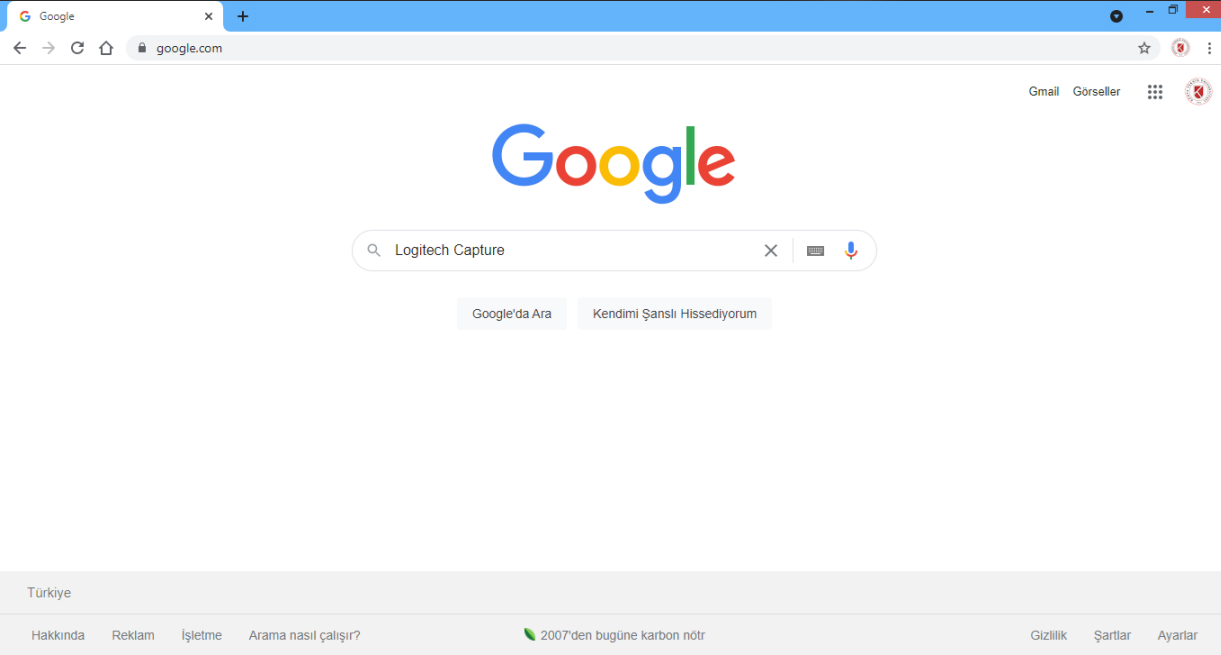 Google
google.com
Gmail Görseller
Google
Logitech Capture
Google'da Ara Kendimi Şanslı Hissediyorum
Türkiye
Hakkında Reklam İşletme Arama nasıl çalışır? 2007'den bugüne karbon nötr Gizlilik Şartlar Ayarlar